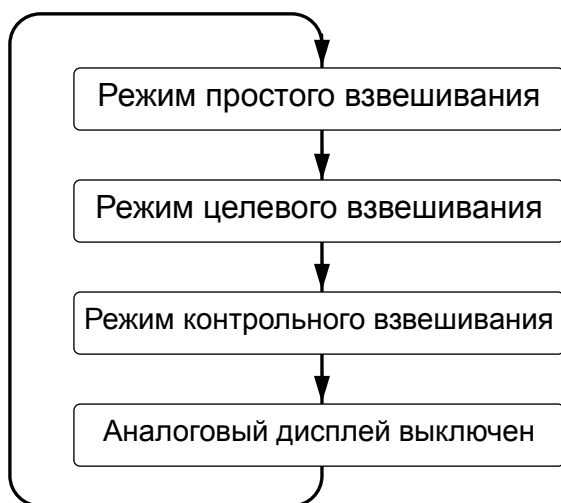 Режим простого взвешивания
Режим целевого взвешивания
Режим контрольного взвешивания
Аналоговый дисплей выключен